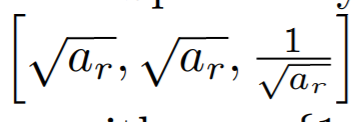 [√a_r, √a_r, 1/√a_r]